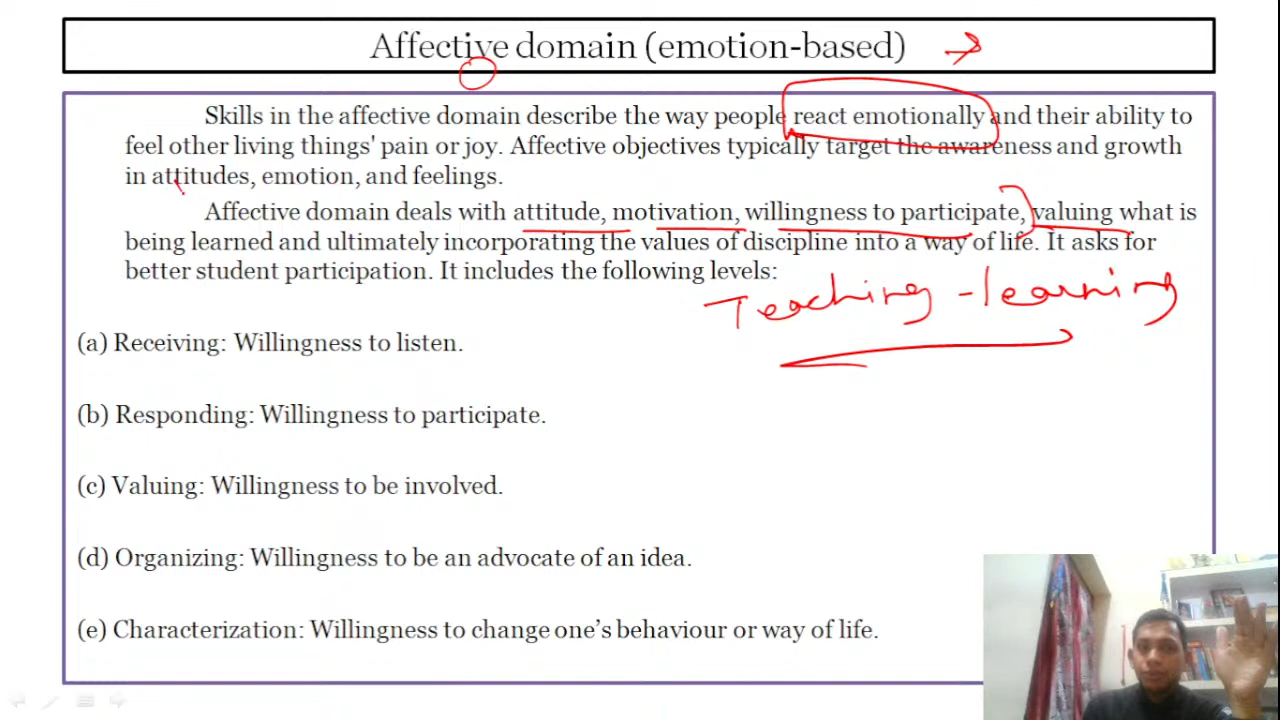 Affective domain (emotion-based)
Skills in the affective domain describe the way people react emotionally and their ability to
feel other living things' pain or joy. Affective objectives typically target the awareness and growth
in attitudes, emotion, and feelings.
Affective domain deals with attitude, motivation, willingness to participate, valuing what is
being learned and ultimately incorporating the values of discipline into a way of life. It asks for
better student participation. It includes the following levels:
Teaching-learning
(a) Receiving: Willingness to listen.
(b) Responding: Willingness to participate.
(c) Valuing: Willingness to be involved.
(d) Organizing: Willingness to be an advocate of an idea.
(e) Characterization: Willingness to change one's behaviour or way of life.